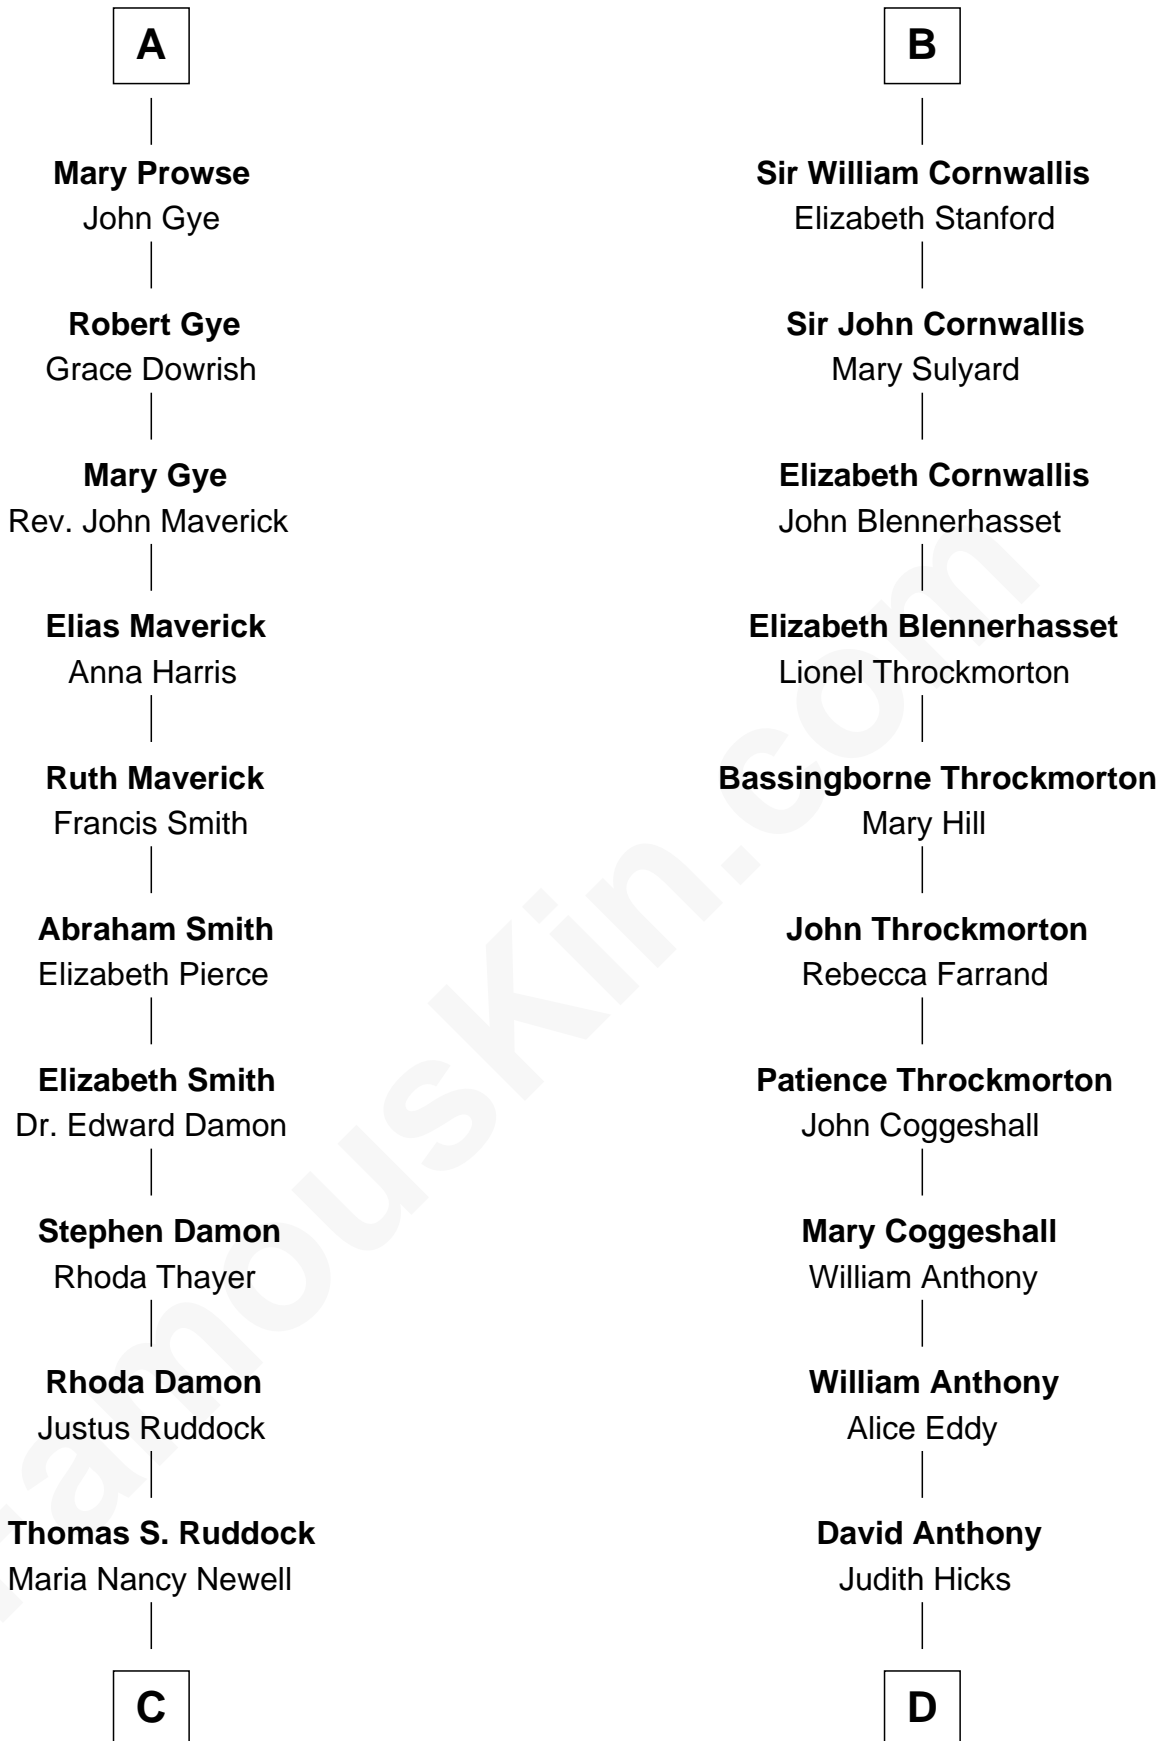 A
Mary Prowse
John Gye
Robert Gye
Grace Dowrish
Mary Gye
Rev. John Maverick
Elias Maverick
Anna Harris
Ruth Maverick
Francis Smith
Abraham Smith
Elizabeth Pierce
Elizabeth Smith
Dr. Edward Damon
Stephen Damon
Rhoda Thayer
Rhoda Damon
Justus Ruddock
Thomas S. Ruddock
Maria Nancy Newell
C
B
Sir William Cornwallis
Elizabeth Stanford
Sir John Cornwallis
Mary Sulyard
Elizabeth Cornwallis
John Blennerhasset
Elizabeth Blennerhasset
Lionel Throckmorton
Bassingborne Throckmorton
Mary Hill
John Throckmorton
Rebecca Farrand
Patience Throckmorton
John Coggeshall
Mary Coggeshall
William Anthony
William Anthony
Alice Eddy
David Anthony
Judith Hicks
D
FamousKin.com